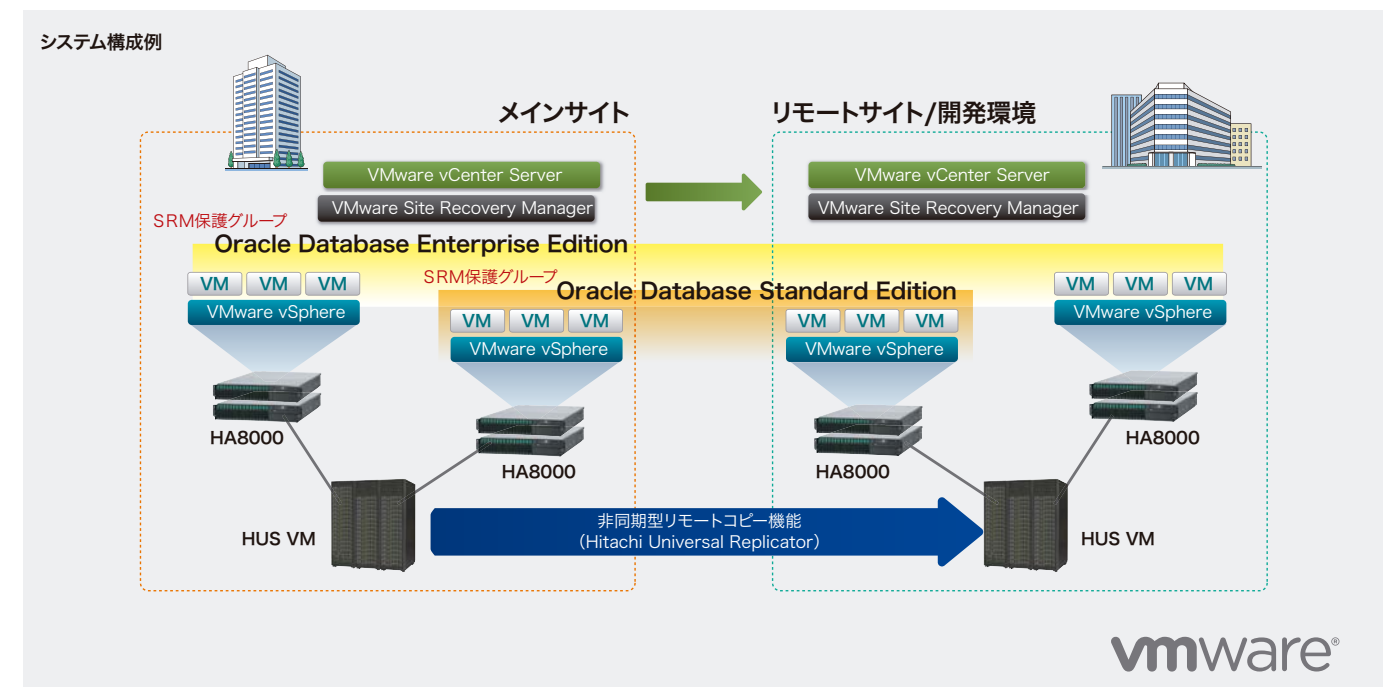 システム構成例
メインサイト
リモートサイト/開発環境
VMware vCenter Server
VMware Site Recovery Manager
VMware vCenter Server
VMware Site Recovery Manager
SRM保護グループ
Oracle Database Enterprise Edition
VM VM VM
VMware vSphere
SRM保護グループ
Oracle Database Standard Edition
VM VM VM
VMware vSphere
VM VM VM
VMware vSphere
VM VM VM
VMware vSphere
HA8000
HA8000
HA8000
HA8000
HUS VM
非同期型リモートコピー機能
（Hitachi Universal Replicator）
HUS VM
vmware®